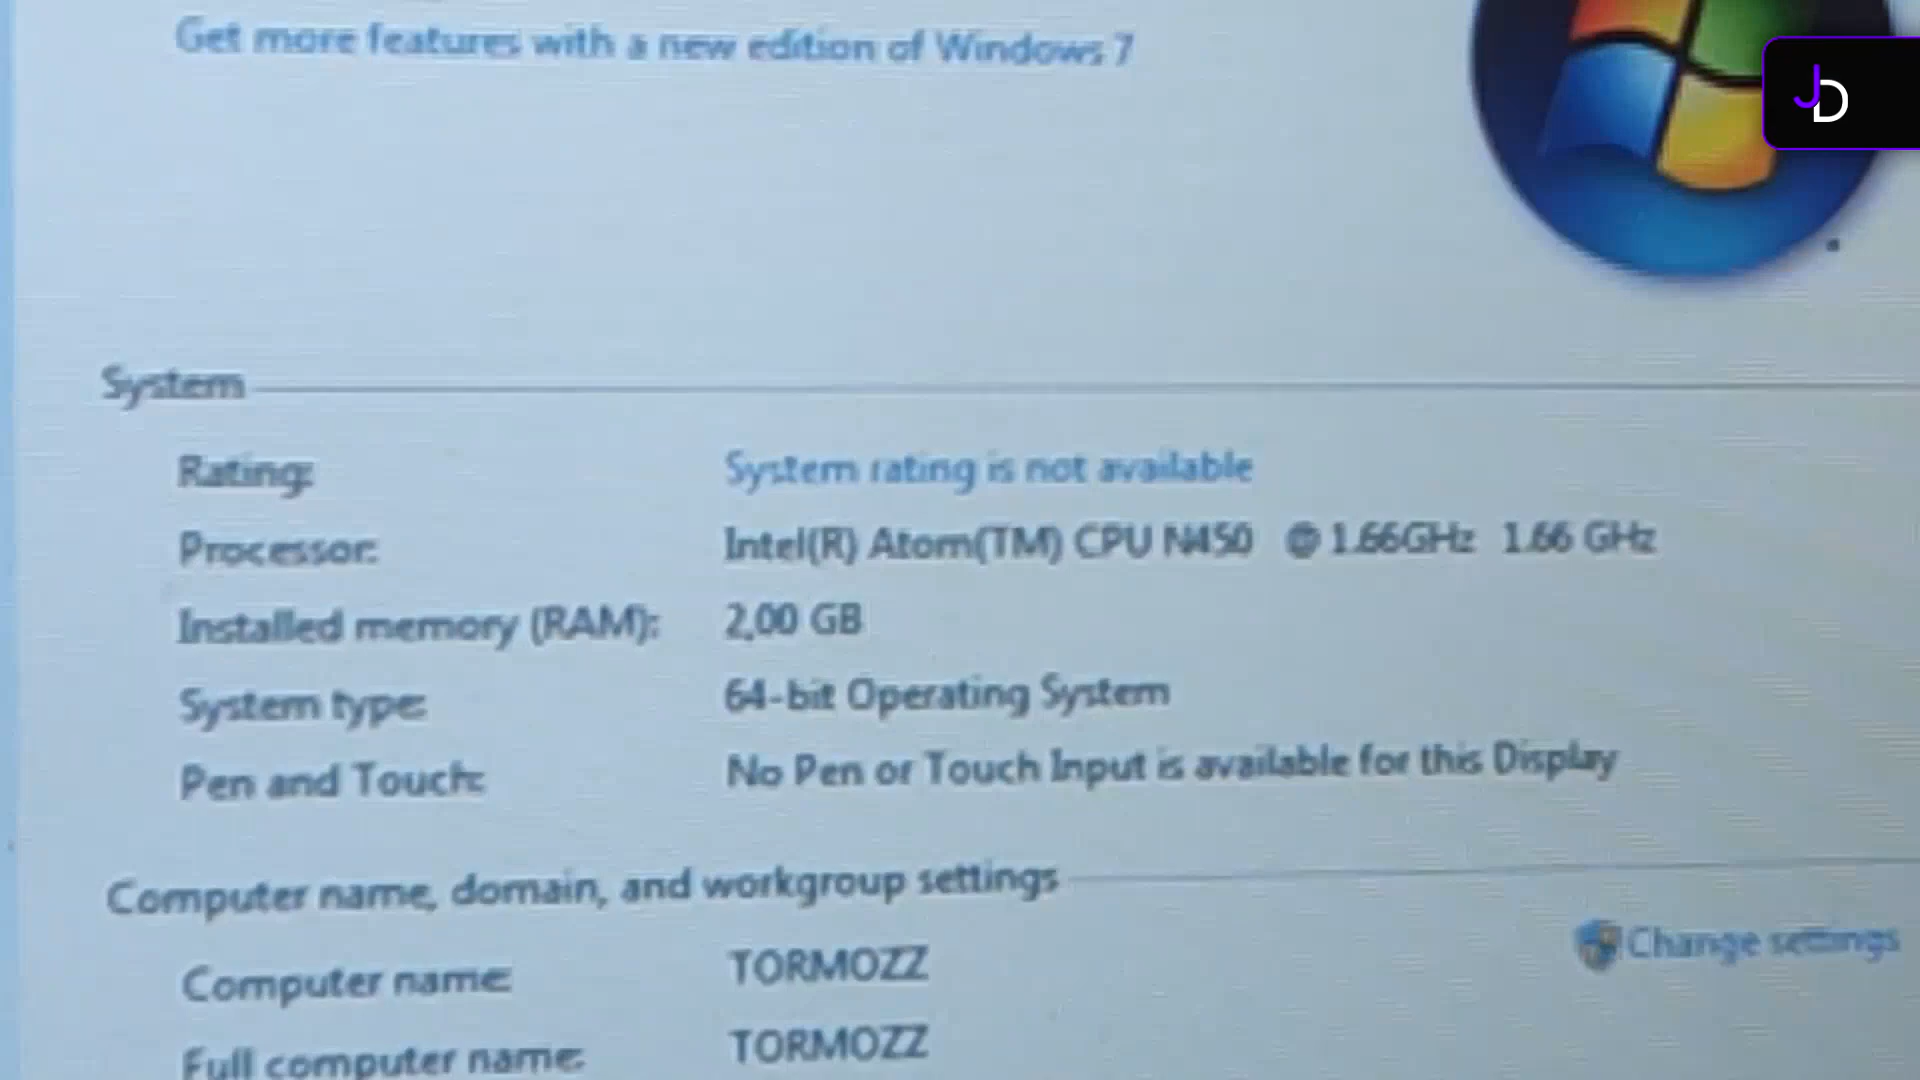 Get more features with a new edition of Windows 7
JD
System
Rating: System rating is not available
Processor: Intel(R) Atom(TM) CPU N450 @ 1.66GHz 1.66 GHz
Installed memory (RAM): 2,00 GB
System type: 64-bit Operating System
Pen and Touch: No Pen or Touch Input is available for this Display
Computer name, domain, and workgroup settings
Computer name: TORMOZZ
Change settings
Full computer name: TORMOZZ